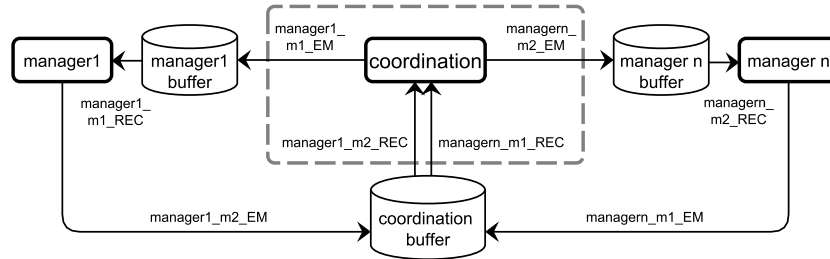 manager1_
m1_EM
managern_
m2_EM
manager1
manager1
buffer
coordination
manager n
buffer
manager n
manager1_
m1_REC
managern_
m2_REC
manager1_m2_REC
managern_m1_REC
manager1_m2_EM
coordination
buffer
managern_m1_EM